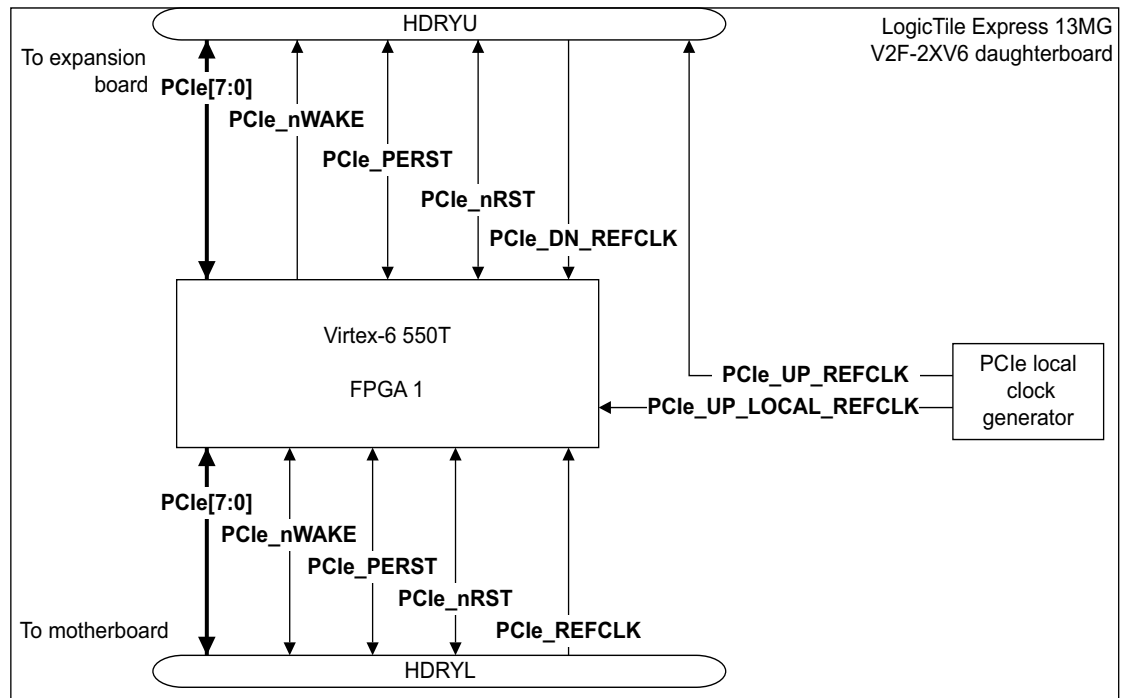 HDRYU
LogicTile Express 13MG
V2F-2XV6 daughterboard
To expansion
board
PCIe[7:0]
PCIe_nWAKE
PCIe_PERST
PCIe_nRST
PCIe_DN_REFCLK
Virtex-6 550T
FPGA 1
PCIe_UP_REFCLK
PCIe_UP_LOCAL_REFCLK
PCIe local
clock
generator
PCIe[7:0]
PCIe_nWAKE
PCIe_PERST
PCIe_nRST
PCIe_REFCLK
To motherboard
HDRYL